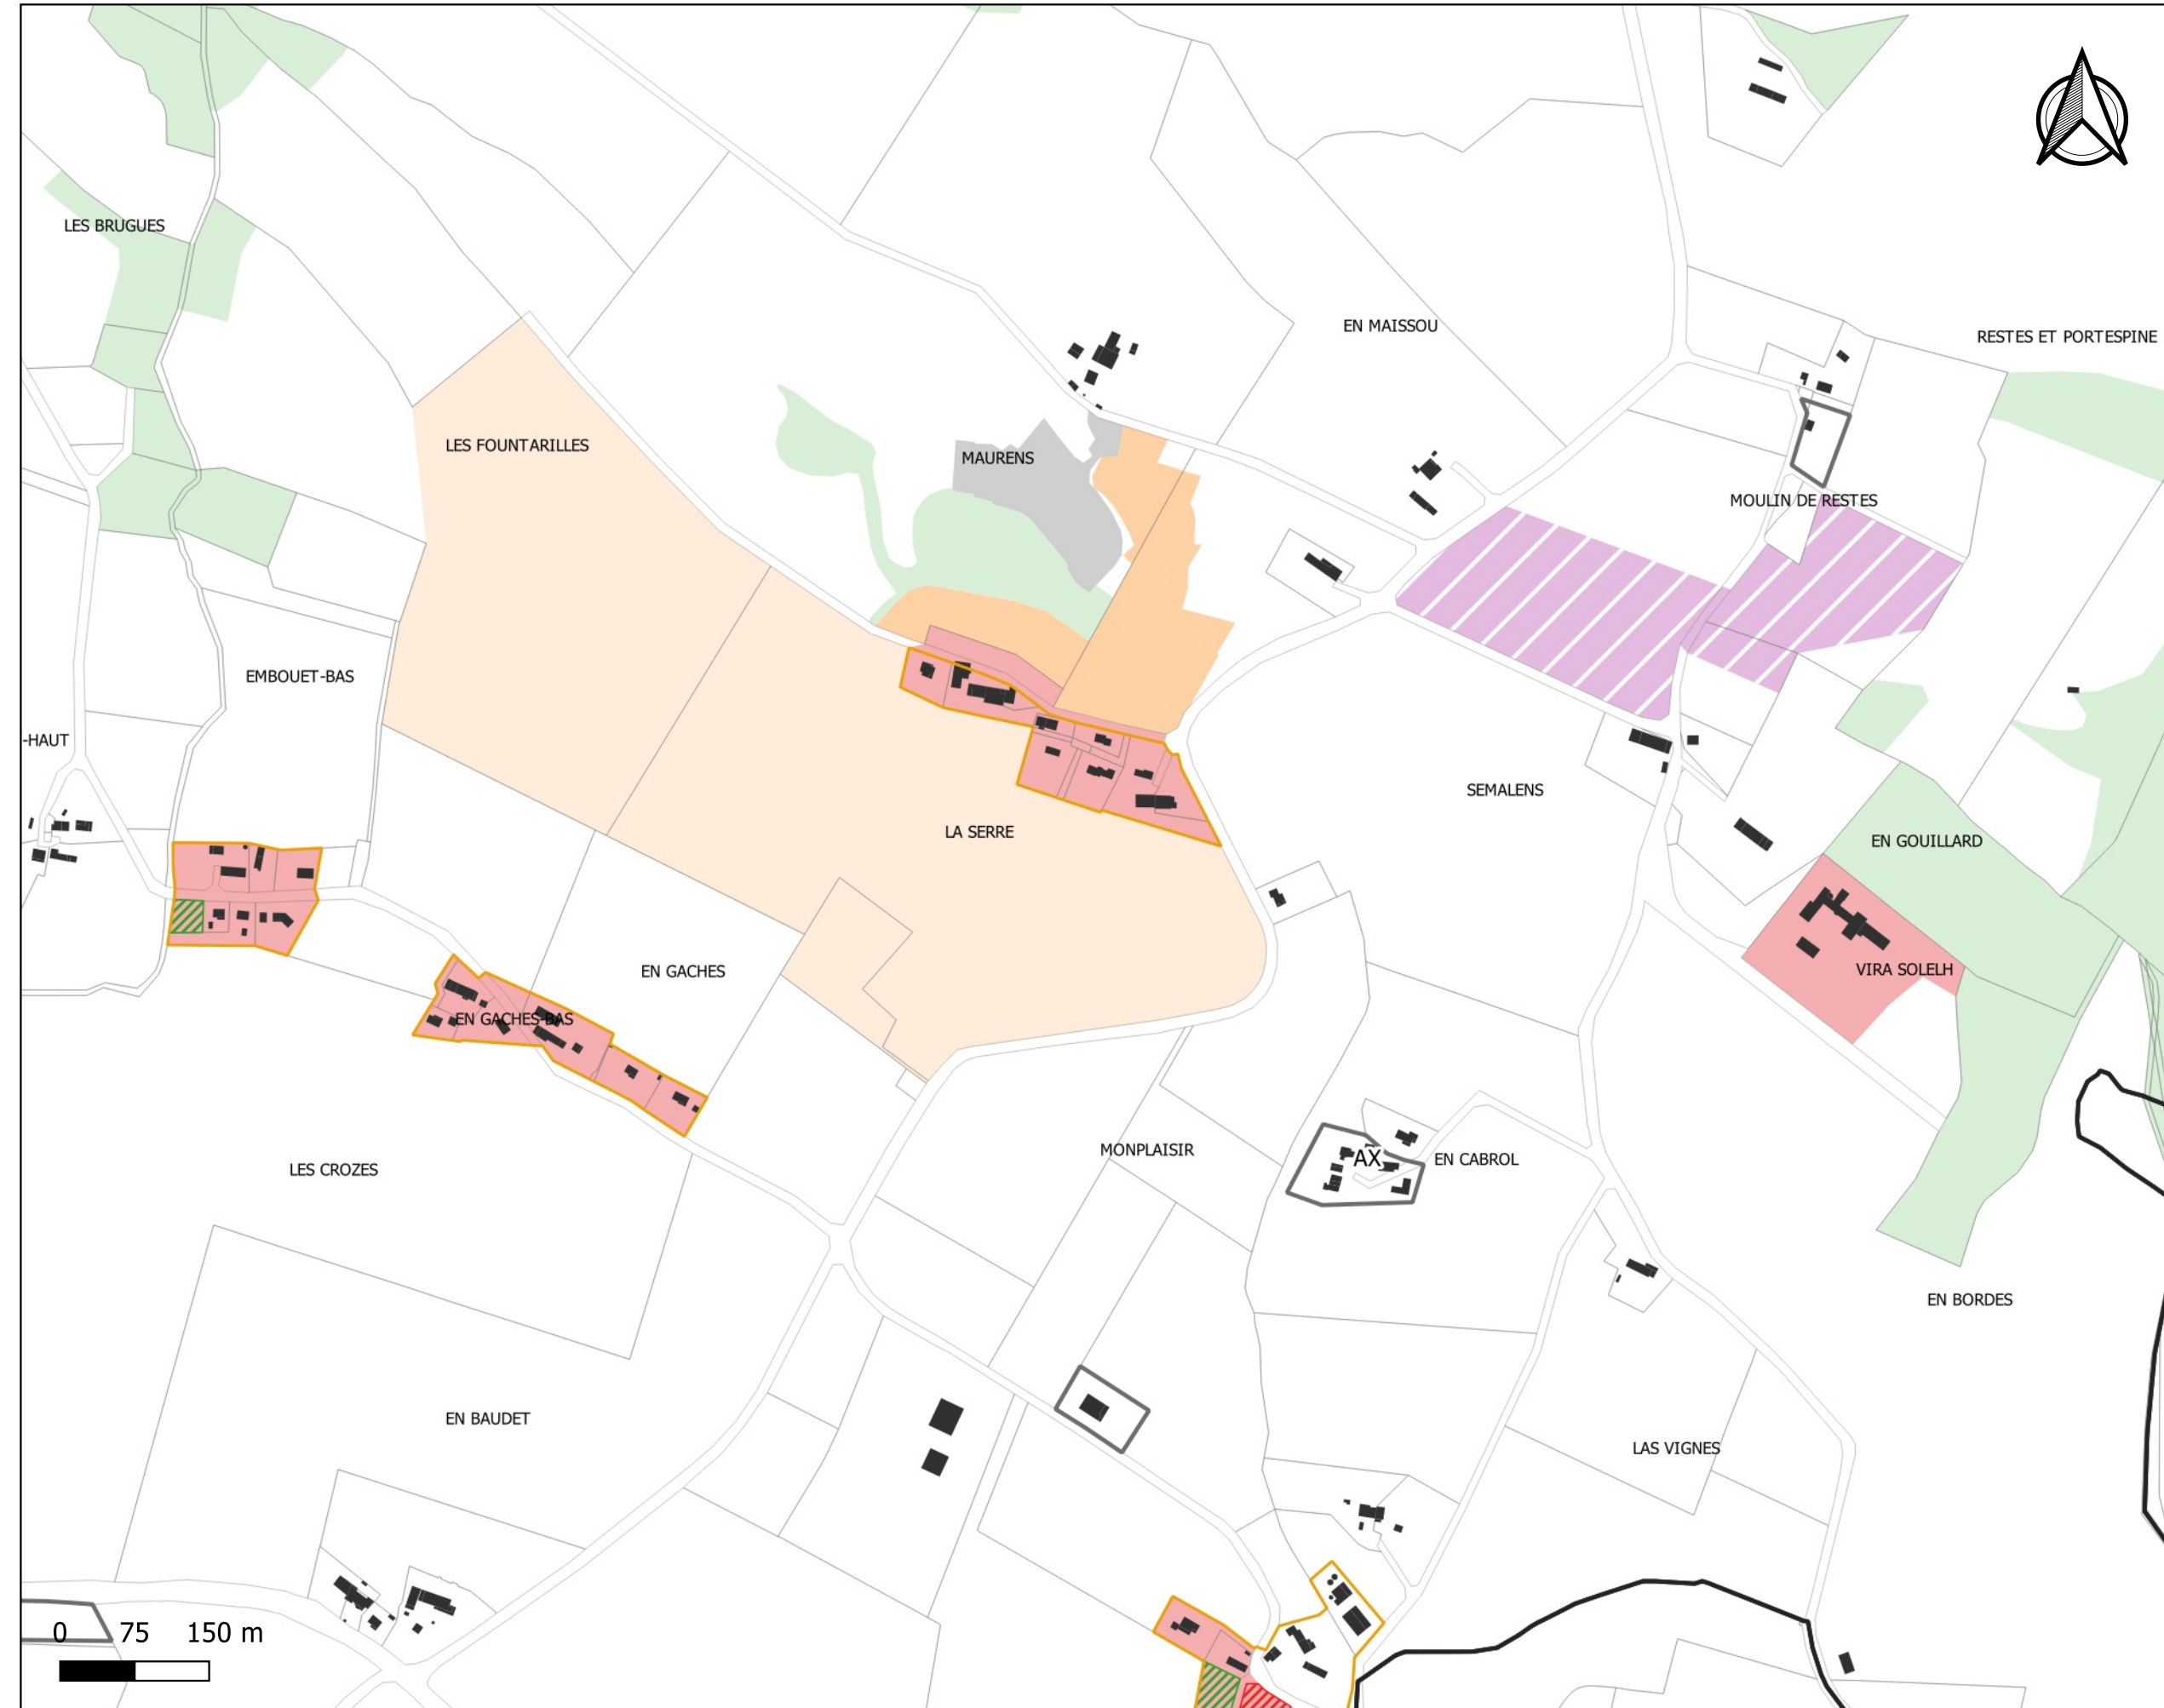 LES BRUGUES
EN MAISSOU
RESTES ET PORTESPINE
LES FOUNTARILLES
MAURENS
MOULIN DE RESTES
EMBOUET-BAS
-HAUT
SEMALENS
LA SERRE
EN GOUILLARD
EN GACHES
VIRA SOLELH
EN GACHES-BAS
MONPLAISIR
AX
EN CABROL
LES CROZES
EN BORDES
EN BAUDET
LAS VIGNES
0 75 150 m